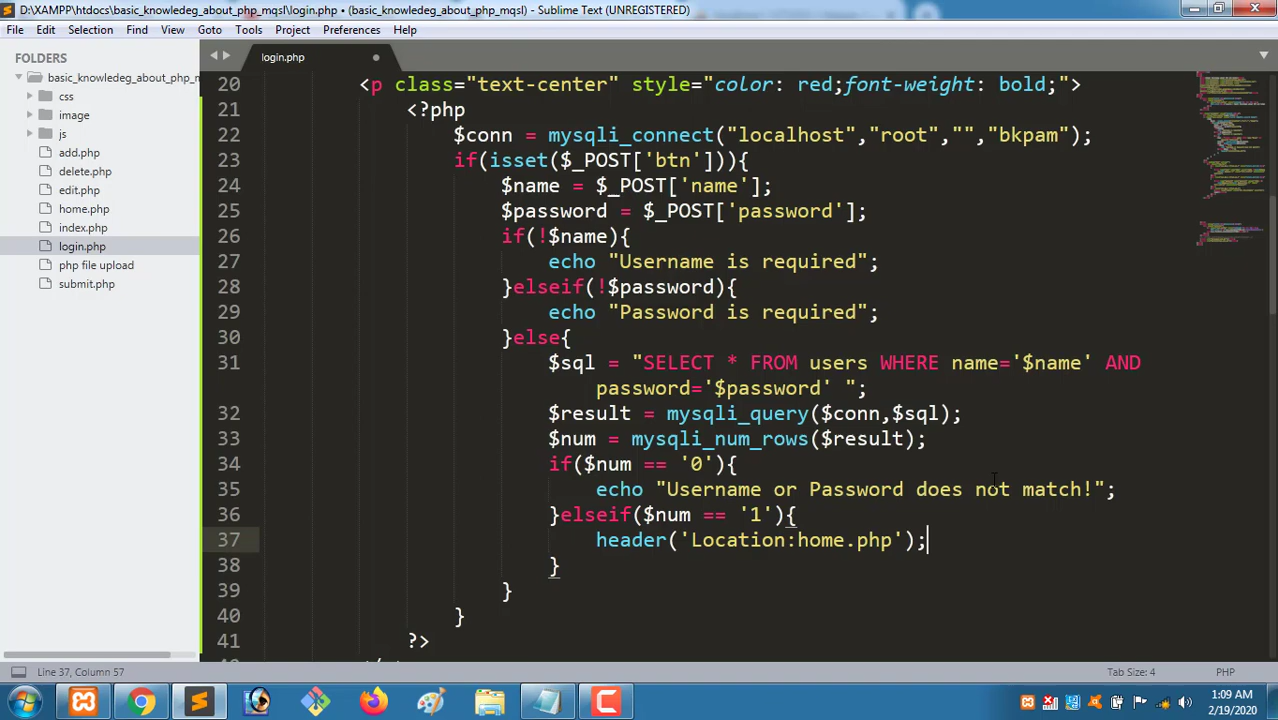 D:\XAMPP\htdocs\basic_knowledeg_about_php_mqsl\login.php • (basic_knowledeg_about_php_mqsl) - Sublime Text (UNREGISTERED)
File Edit Selection Find View Goto Tools Project Preferences Help
FOLDERS
basic_knowledeg_about_php_m
css
image
js
add.php
delete.php
edit.php
home.php
index.php
login.php
php file upload
submit.php
login.php
20 <p class="text-center" style="color: red;font-weight: bold;">
21 <?php
22 $conn = mysqli_connect("localhost","root","","bkpam");
23 if(isset($_POST['btn'])){
24 $name = $_POST['name'];
25 $password = $_POST['password'];
26 if(!$name){
27 echo "Username is required";
28 }elseif(!$password){
29 echo "Password is required";
30 }else{
31 $sql = "SELECT * FROM users WHERE name='$name' AND
password='$password' ";
32 $result = mysqli_query($conn,$sql);
33 $num = mysqli_num_rows($result);
34 if($num == '0'){
35 echo "Username or Password does not match!";
36 }elseif($num == '1'){
37 header('Location:home.php');
38 }
39 }
40 }
41 ?>
Line 37, Column 57
Tab Size: 4
PHP
1:09 AM
2/19/2020